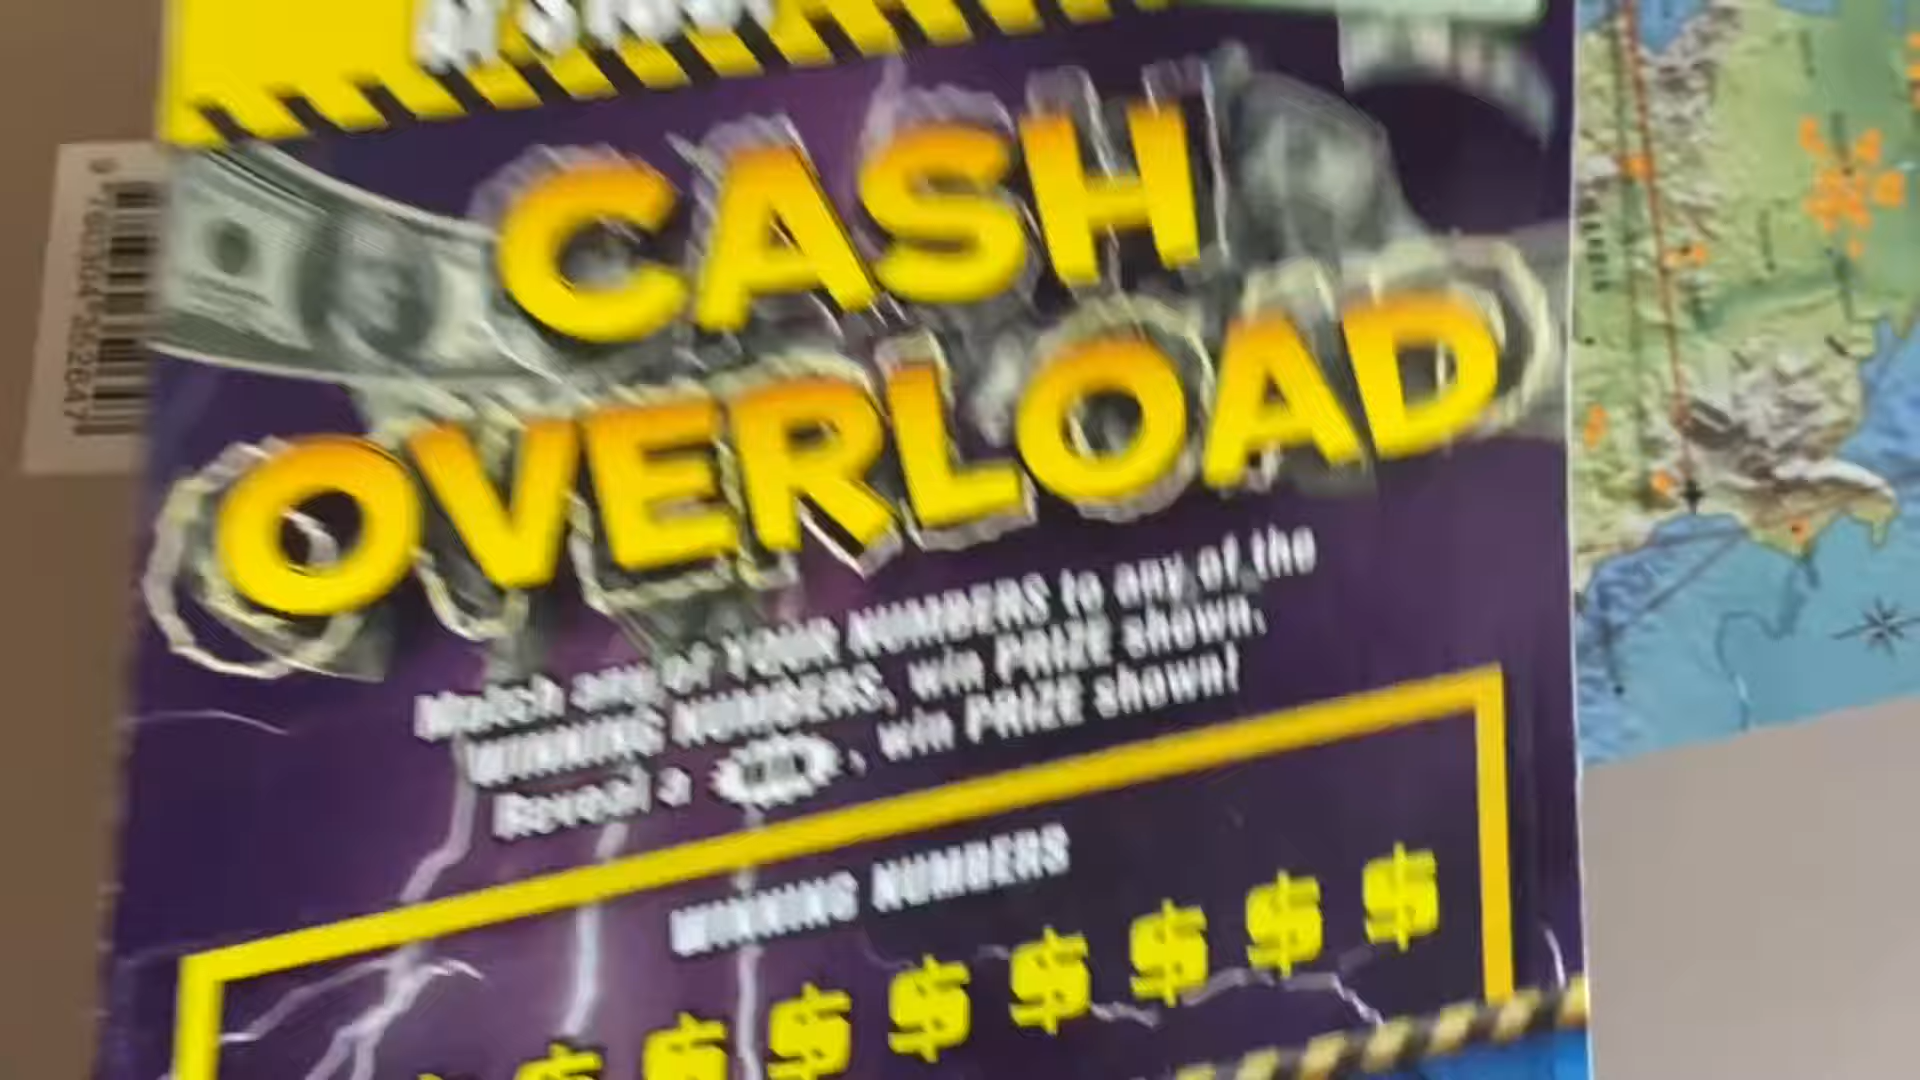 CASH
OVERLOAD
Match any of YOUR NUMBERS to any of the
WINNING NUMBERS, win PRIZE shown.
Reveal a WIN, win PRIZE shown!
WINNING NUMBERS
$ $ $ $ $ $ $